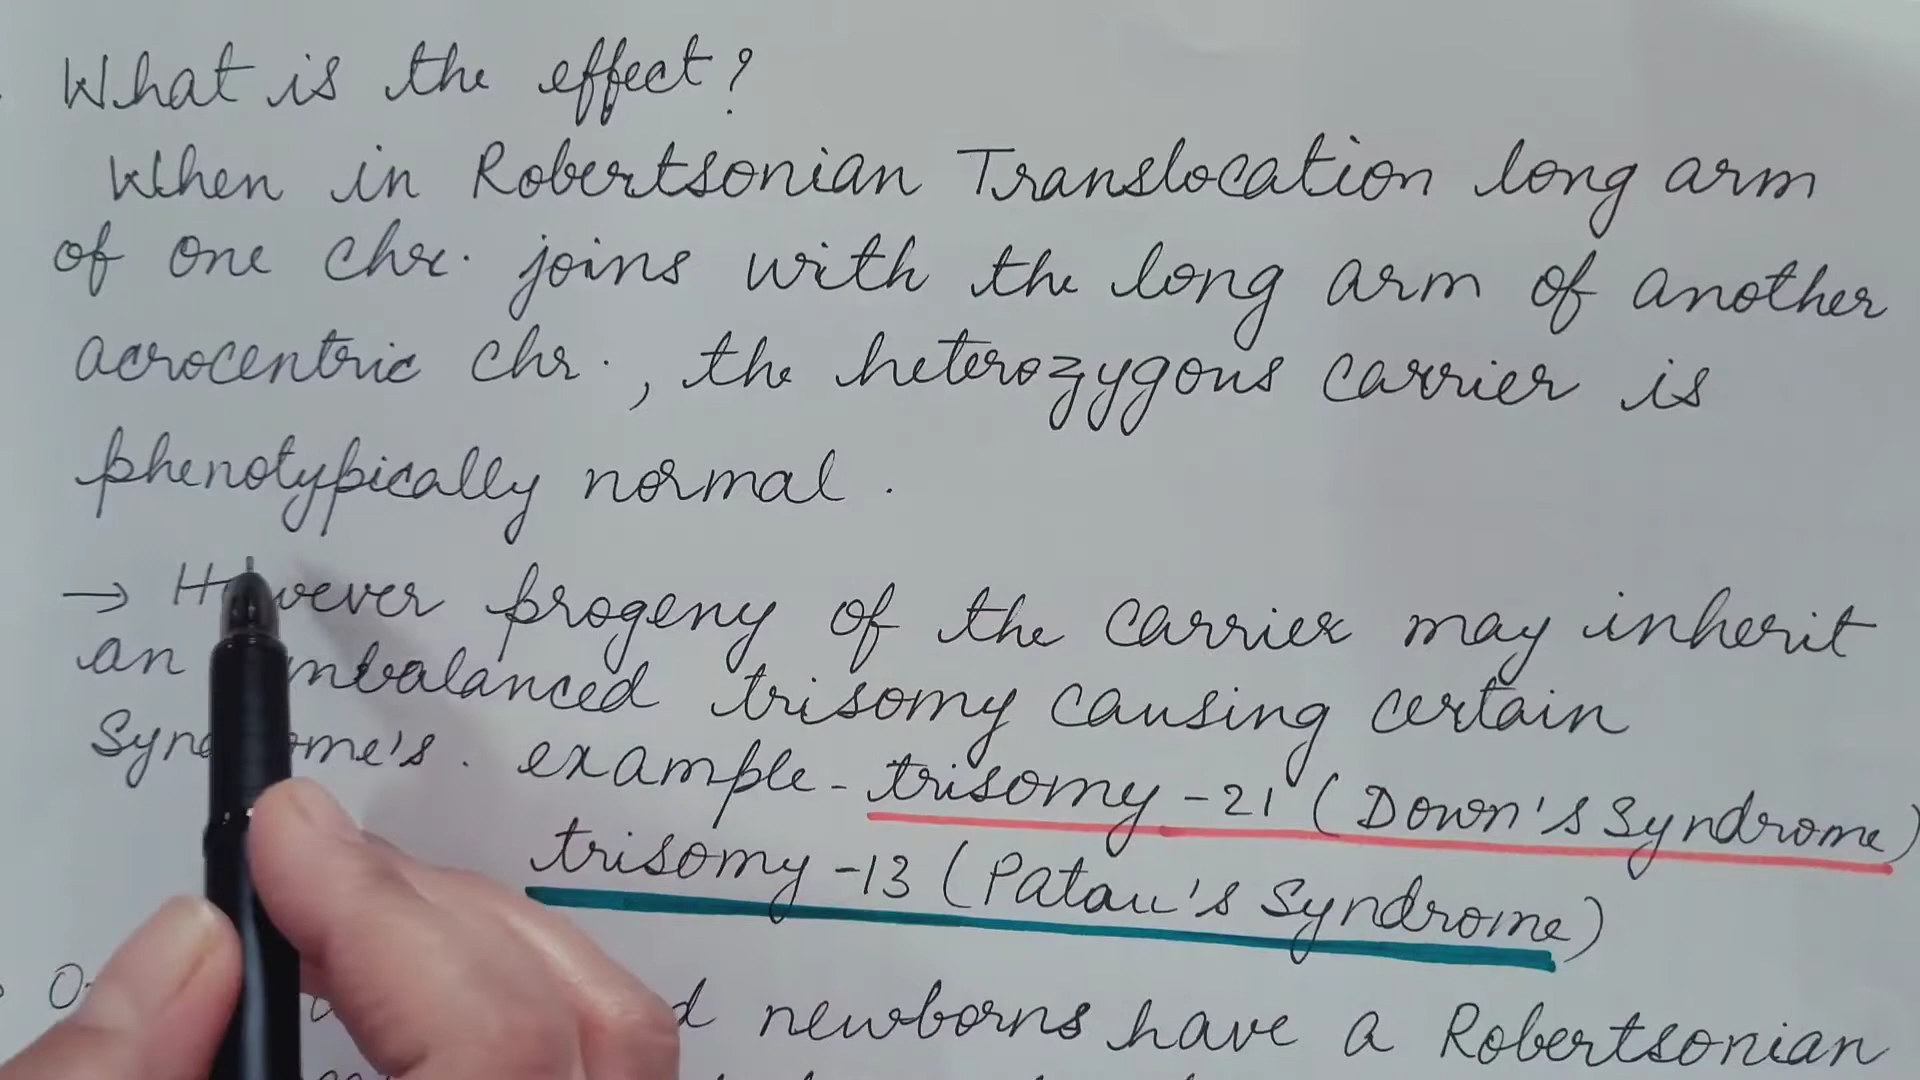 What is the effect?
When in Robertsonian Translocation long arm
of one chr. joins with the long arm of another
acrocentric chr., the heterozygous carrier is
phenotypically normal.
→ However progeny of the carrier may inherit
an unbalanced trisomy causing certain
Syndrome's. example - trisomy -21 (Down's Syndrome)
trisomy -13 (Patau's Syndrome)
newborns have a Robertsonian